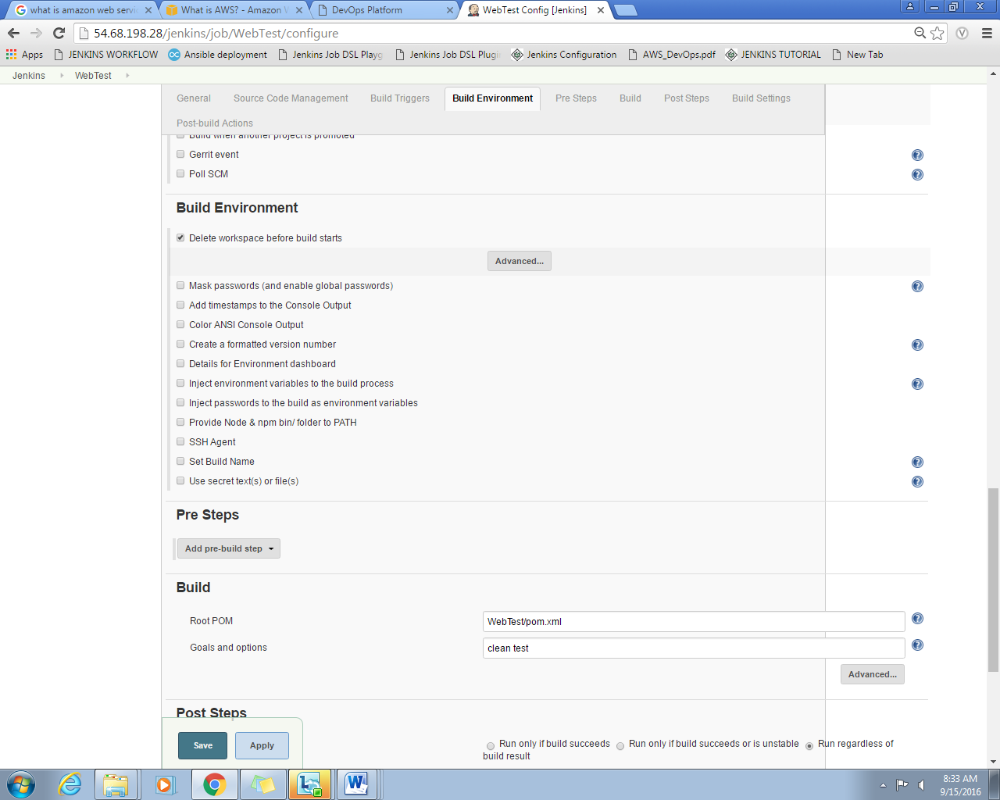 what is amazon web servic
What is AWS? - Amazon W
DevOps Platform
WebTest Config [Jenkins]
54.68.198.28/jenkins/job/WebTest/configure
Apps
JENKINS WORKFLOW
Ansible deployment
Jenkins Job DSL Playg
Jenkins Job DSL Plugi
Jenkins Configuration
AWS_DevOps.pdf
JENKINS TUTORIAL
New Tab
Jenkins
WebTest
General
Source Code Management
Build Triggers
Build Environment
Pre Steps
Build
Post Steps
Build Settings
Post-build Actions
Build when another project is promoted
Gerrit event
Poll SCM
Build Environment
Delete workspace before build starts
Advanced...
Mask passwords (and enable global passwords)
Add timestamps to the Console Output
Color ANSI Console Output
Create a formatted version number
Details for Environment dashboard
Inject environment variables to the build process
Inject passwords to the build as environment variables
Provide Node & npm bin/ folder to PATH
SSH Agent
Set Build Name
Use secret text(s) or file(s)
Pre Steps
Add pre-build step
Build
Root POM
WebTest/pom.xml
Goals and options
clean test
Advanced...
Post Steps
Save
Apply
Run only if build succeeds
Run only if build succeeds or is unstable
Run regardless of
build result
8:33 AM
9/15/2016